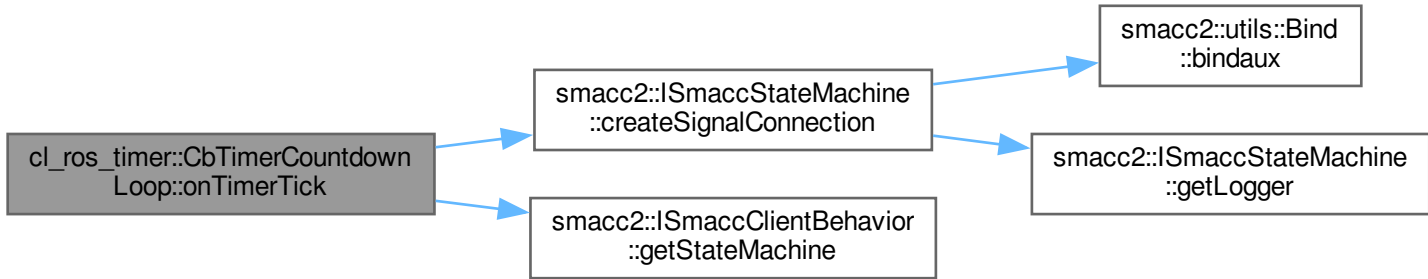 cl_ros_timer::CbTimerCountdown
Loop::onTimerTick
smacc2::ISmaccStateMachine
::createSignalConnection
smacc2::utils::Bind
::bindaux
smacc2::ISmaccStateMachine
::getLogger
smacc2::ISmaccClientBehavior
::getStateMachine